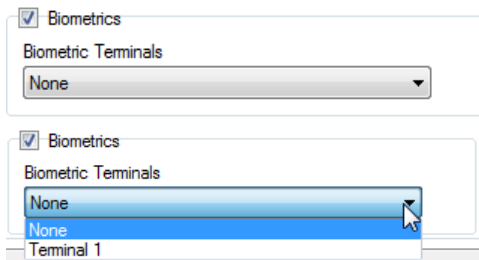 Biometrics
Biometric Terminals
None
Biometrics
Biometric Terminals
None
None
Terminal 1